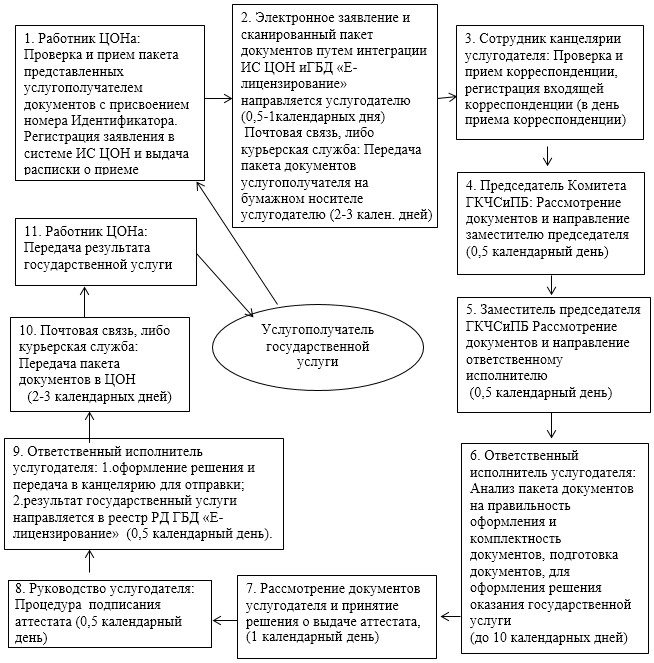 1. Работник ЦОНа:
Проверка и прием пакета
представленных
услугополучателем
документов с присвоением
номера Идентификатора.
Регистрация заявления в
системе ИС ЦОН и выдача
расписки о приеме
2. Электронное заявление и
сканированный пакет
документов путем интеграции
ИС ЦОН иГБД «Е-
лицензирование»
направляется услугодателю
(0,5-1календарных дня)
Почтовая связь, либо
курьерская служба: Передача
пакета документов
услугополучателя на
бумажном носителе
услугодателю (2-3 кален. дней)
3. Сотрудник канцелярии
услугодателя: Проверка и
прием корреспонденции,
регистрация входящей
корреспонденции (в день
приема корреспонденции)
4. Председатель Комитета
ГКЧСиПБ: Рассмотрение
документов и направление
заместителю председателя
(0,5 календарный день)
5. Заместитель председателя
ГКЧСиПБ Рассмотрение
документов и направление
ответственному
исполнителю
(0,5 календарный день)
6. Ответственный
исполнитель услугодателя:
Анализ пакета документов
на правильность
оформления и
комплектность
документов, подготовка
документов, для
оформления решения
оказания государственной
услуги
(до 10 календарных дней)
7. Рассмотрение документов
услугодателя и принятие
решения о выдаче аттестата,
(1 календарный день)
8. Руководство услугодателя:
Процедура подписания
аттестата (0,5 календарный
день)
9. Ответственный исполнитель
услугодателя: 1.оформление решения и
передача в канцелярию для отправки;
2.результат государственный услуги
направляется в реестр РД ГБД «Е-
лицензирование» (0,5 календарный день).
10. Почтовая связь, либо
курьерская служба:
Передача пакета
документов в ЦОН
(2-3 календарных дней)
11. Работник ЦОНа:
Передача результата
государственной услуги
Услугополучатель
государственной
услуги